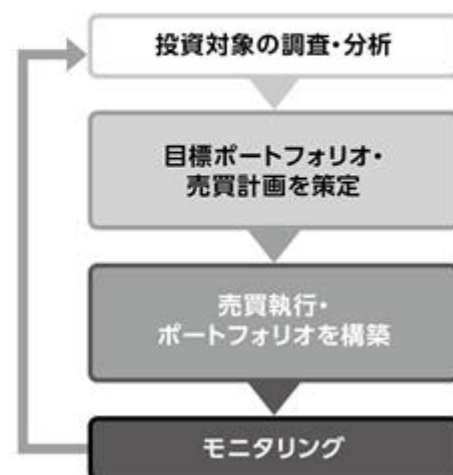 投資対象の調査・分析
目標ポートフォリオ・
売買計画を策定
売買執行・
ポートフォリオを構築
モニタリング